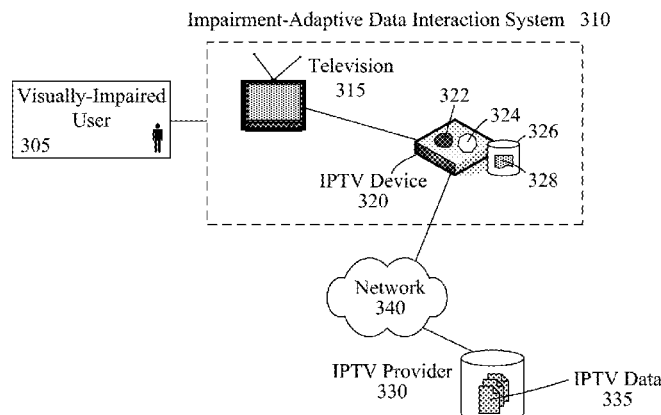 Impairment-Adaptive Data Interaction System 310
Television
315
Visually-Impaired
User
305
322
324
326
328
IPTV Device
320
Network
340
IPTV Provider
330
IPTV Data
335